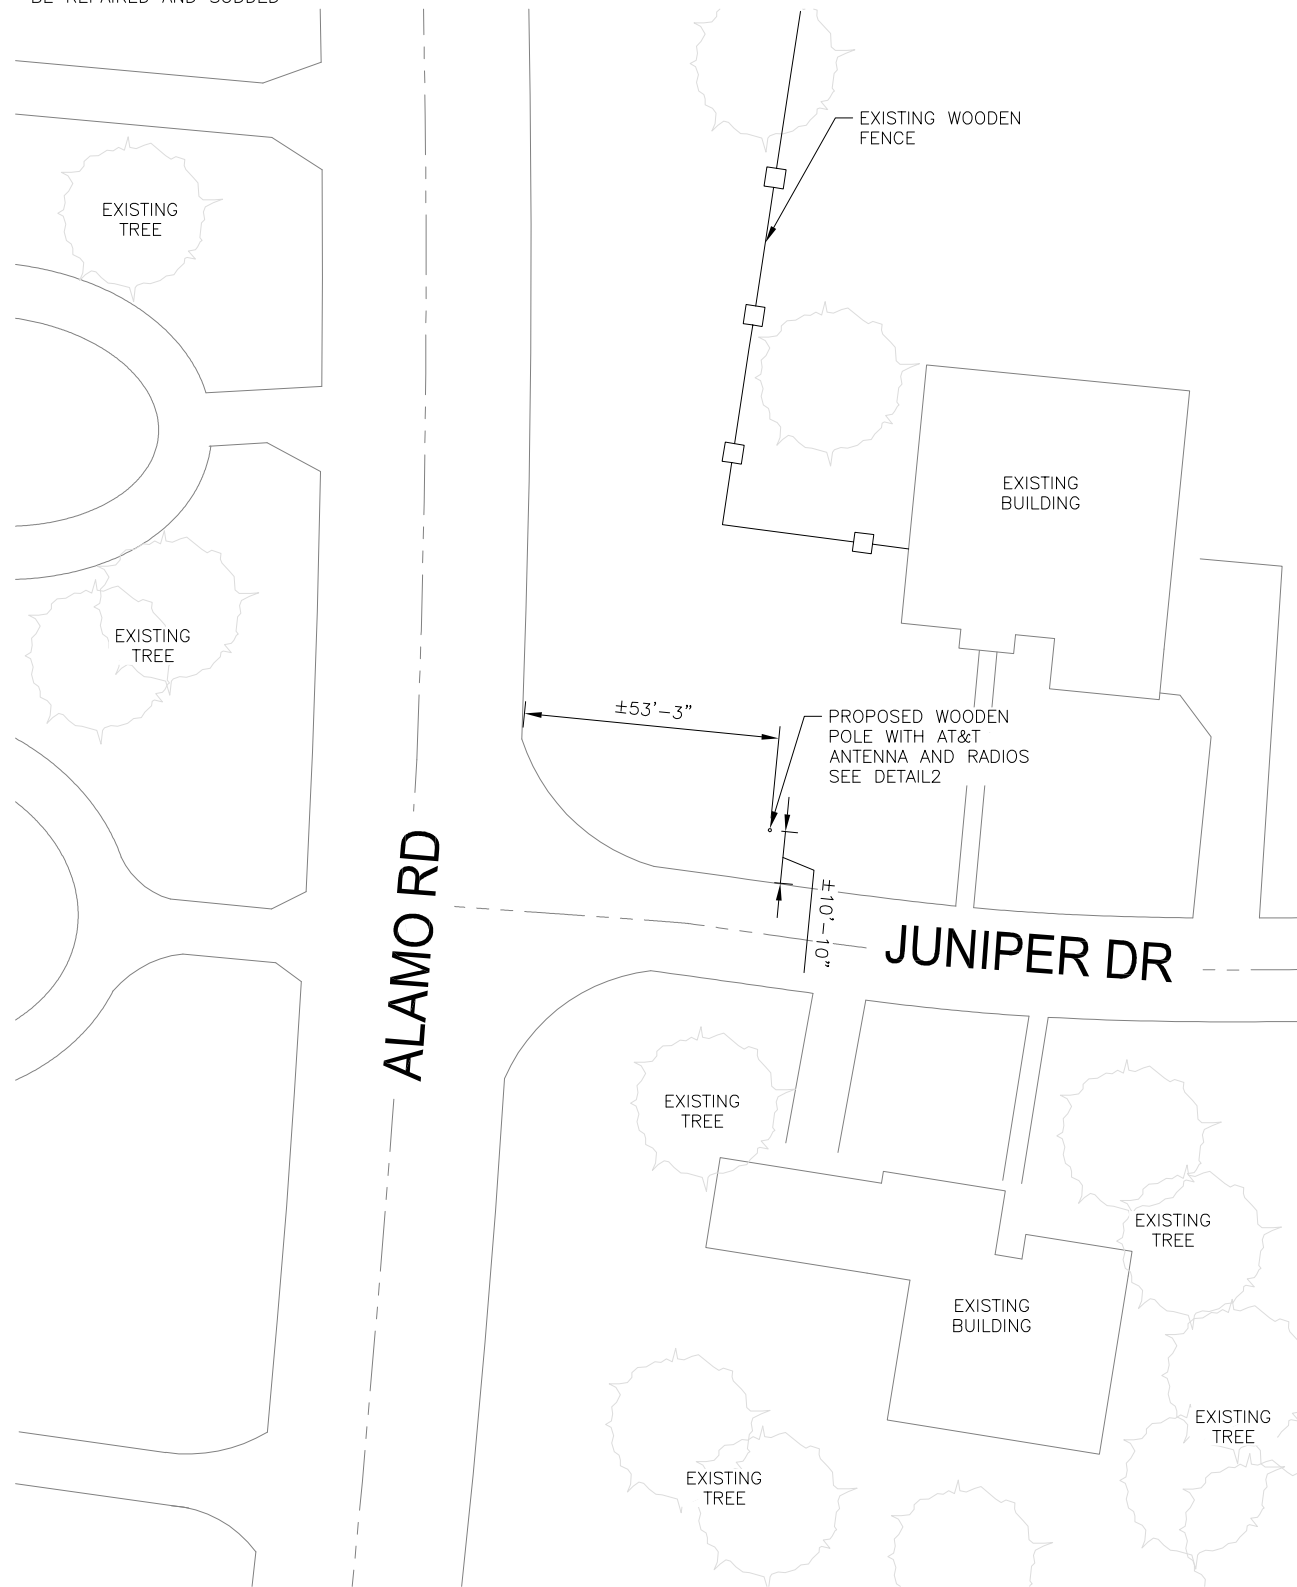 BE REPAIRED AND SODDED
EXISTING WOODEN
FENCE
EXISTING
TREE
EXISTING
BUILDING
EXISTING
TREE
±53'-3"
PROPOSED WOODEN
POLE WITH AT&T
ANTENNA AND RADIOS
SEE DETAIL2
±10'-10"
ALAMO RD
JUNIPER DR
EXISTING
TREE
EXISTING
TREE
EXISTING
BUILDING
EXISTING
TREE
EXISTING
TREE